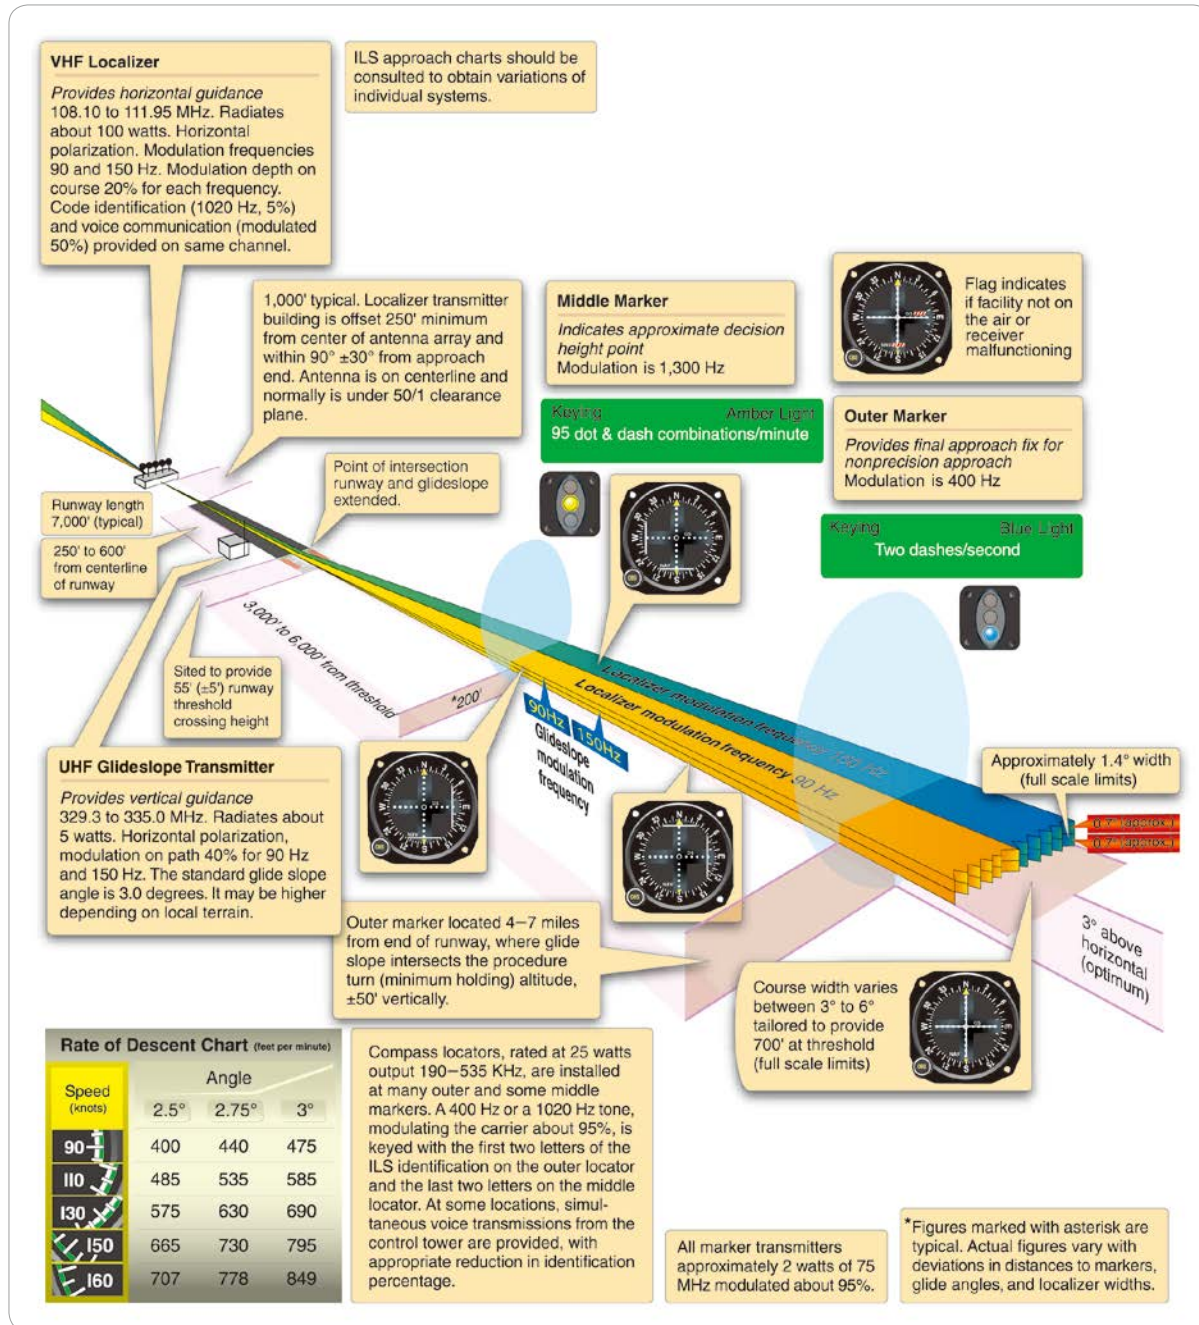 VHF Localizer
Provides horizontal guidance
108.10 to 111.95 MHz. Radiates
about 100 watts. Horizontal
polarization. Modulation frequencies
90 and 150 Hz. Modulation depth on
course 20% for each frequency.
Code identification (1020 Hz, 5%)
and voice communication (modulated
50%) provided on same channel.
ILS approach charts should be
consulted to obtain variations of
individual systems.
1,000' typical. Localizer transmitter
building is offset 250' minimum
from center of antenna array and
within 90° ±30° from approach
end. Antenna is on centerline and
normally is under 50/1 clearance
plane.
Middle Marker
Indicates approximate decision
height point
Modulation is 1,300 Hz
Keying Amber Light
95 dot & dash combinations/minute
Flag indicates
if facility not on
the air or
receiver
malfunctioning
Outer Marker
Provides final approach fix for
nonprecision approach
Modulation is 400 Hz
Keying Blue Light
Two dashes/second
Point of intersection
runway and glideslope
extended.
Runway length
7,000' (typical)
250' to 600'
from centerline
of runway
3,000' to 6,000' from threshold
*200'
Sited to provide
55' (±5') runway
threshold
crossing height
Localizer modulation frequency 150 Hz
Localizer modulation frequency 90 Hz
90Hz 150Hz
Glideslope
modulation
frequency
UHF Glideslope Transmitter
Provides vertical guidance
329.3 to 335.0 MHz. Radiates about
5 watts. Horizontal polarization,
modulation on path 40% for 90 Hz
and 150 Hz. The standard glide slope
angle is 3.0 degrees. It may be higher
depending on local terrain.
Approximately 1.4° width
(full scale limits)
0.7° (approx.)
0.7° (approx.)
Outer marker located 4–7 miles
from end of runway, where glide
slope intersects the procedure
turn (minimum holding) altitude,
±50' vertically.
3° above
horizontal
(optimum)
Course width varies
between 3° to 6°
tailored to provide
700' at threshold
(full scale limits)
Rate of Descent Chart (feet per minute)
Speed
(knots)
Angle
2.5° 2.75° 3°
90 400 440 475
110 485 535 585
130 575 630 690
150 665 730 795
160 707 778 849
Compass locators, rated at 25 watts
output 190–535 KHz, are installed
at many outer and some middle
markers. A 400 Hz or a 1020 Hz tone,
modulating the carrier about 95%, is
keyed with the first two letters of the
ILS identification on the outer locator
and the last two letters on the middle
locator. At some locations, simul-
taneous voice transmissions from the
control tower are provided, with
appropriate reduction in identification
percentage.
All marker transmitters
approximately 2 watts of 75
MHz modulated about 95%.
*Figures marked with asterisk are
typical. Actual figures vary with
deviations in distances to markers,
glide angles, and localizer widths.